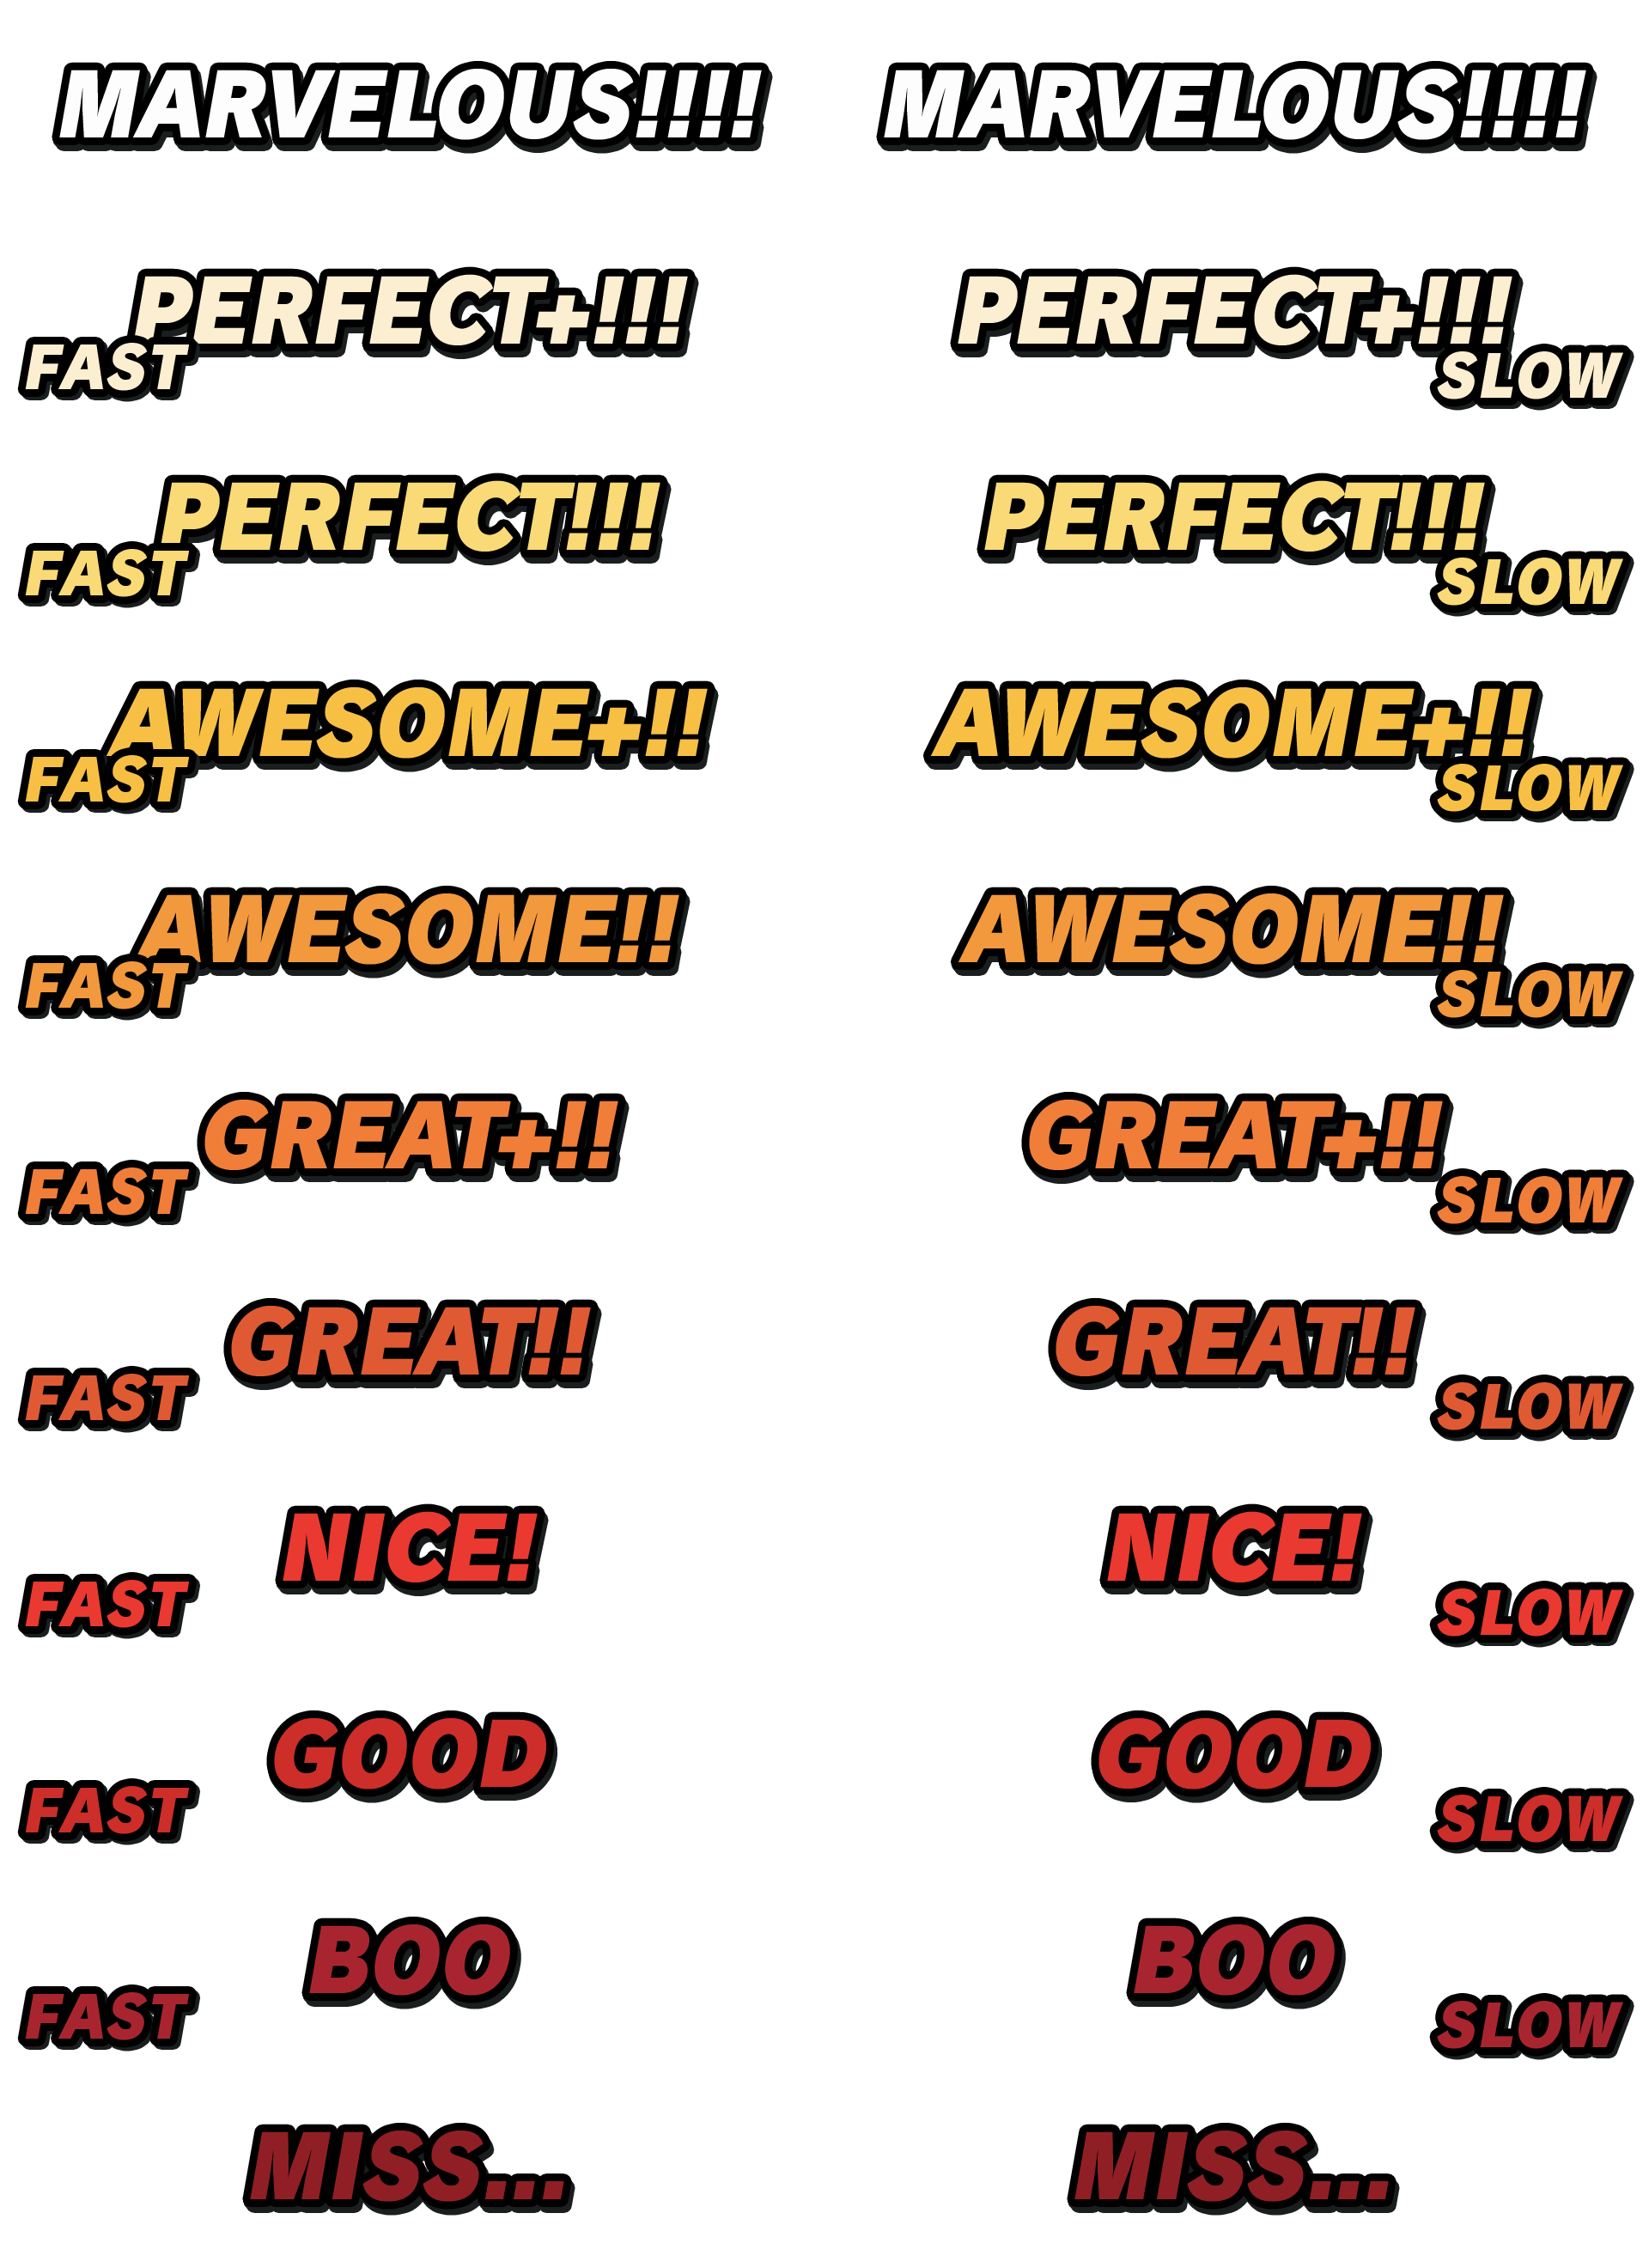 MARVELOUS!!!! MARVELOUS!!!!
PERFECT+!!! PERFECT+!!!
FAST SLOW
PERFECT!!! PERFECT!!!
FAST SLOW
AWESOME+!! AWESOME+!!
FAST SLOW
AWESOME!! AWESOME!!
FAST SLOW
GREAT+!! GREAT+!!
FAST SLOW
GREAT!! GREAT!!
FAST SLOW
NICE! NICE!
FAST SLOW
GOOD GOOD
FAST SLOW
BOO BOO
FAST SLOW
MISS... MISS...